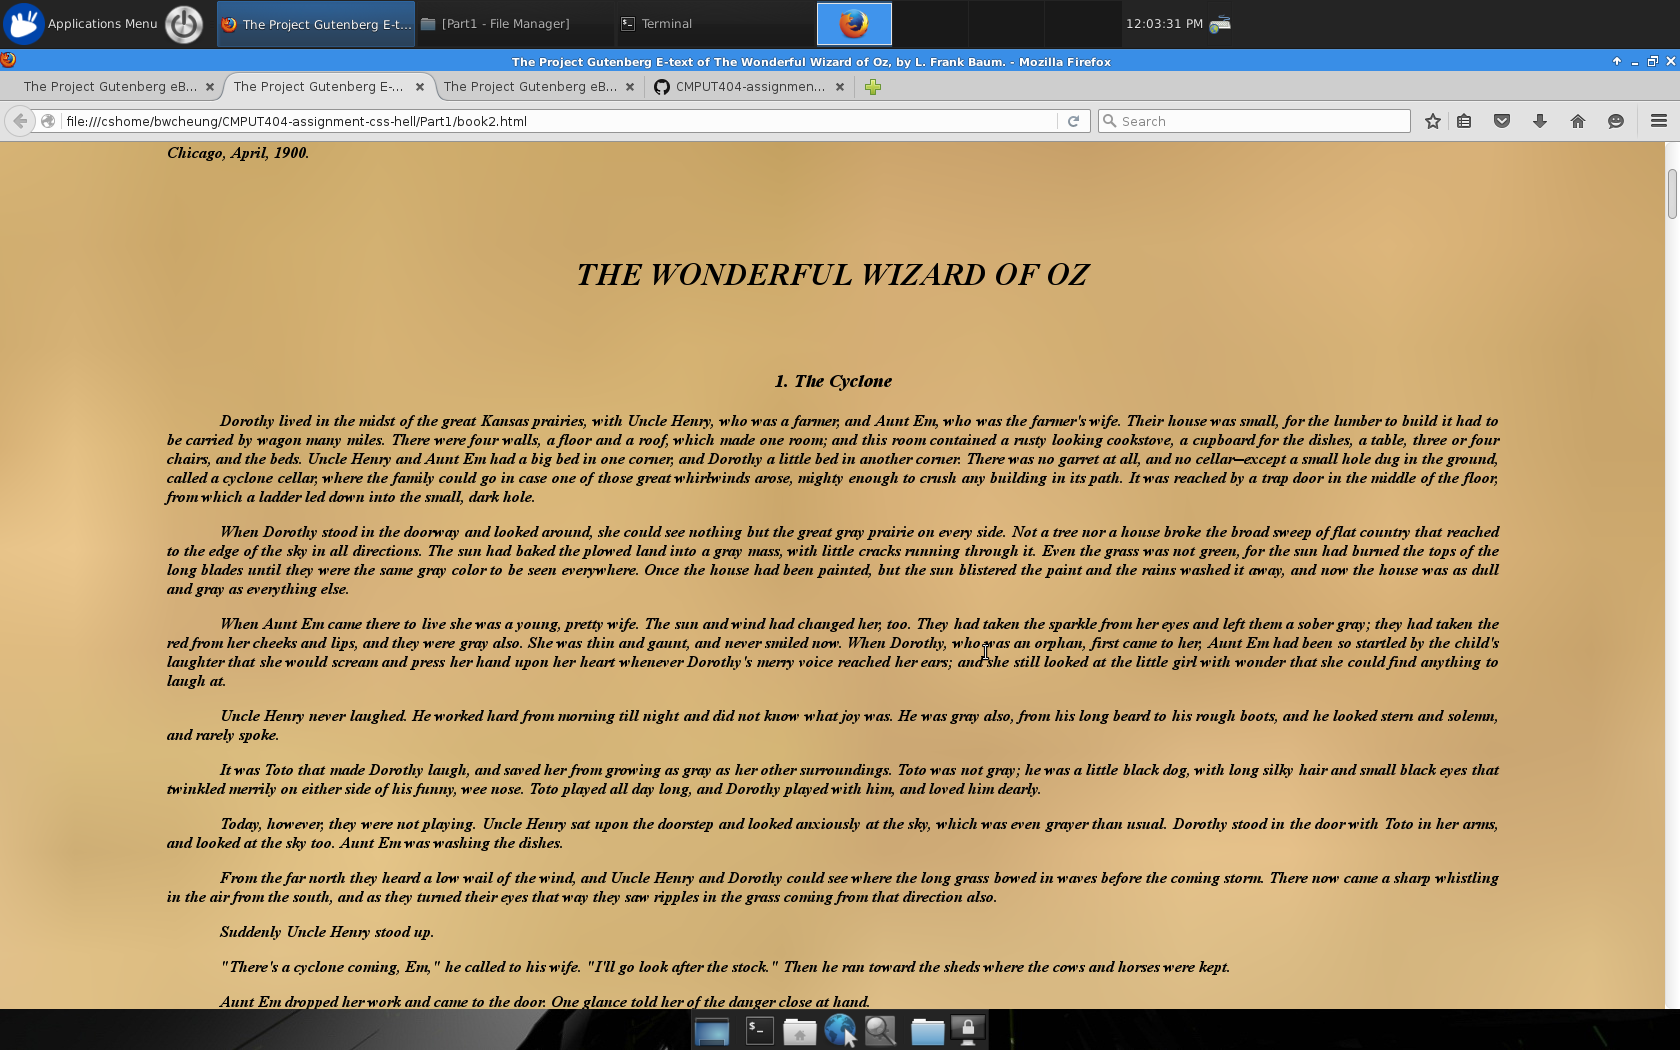 Applications Menu
The Project Gutenberg E-t...
[Part1 - File Manager]
Terminal
12:03:31 PM
The Project Gutenberg E-text of The Wonderful Wizard of Oz, by L. Frank Baum. - Mozilla Firefox
The Project Gutenberg eB...
The Project Gutenberg E-...
The Project Gutenberg eB...
CMPUT404-assignmen...
file:///cshome/bwcheung/CMPUT404-assignment-css-hell/Part1/book2.html
Search
Chicago, April, 1900.
THE WONDERFUL WIZARD OF OZ
1. The Cyclone
Dorothy lived in the midst of the great Kansas prairies, with Uncle Henry, who was a farmer, and Aunt Em, who was the farmer's wife. Their house was small, for the lumber to build it had to
be carried by wagon many miles. There were four walls, a floor and a roof, which made one room; and this room contained a rusty looking cookstove, a cupboard for the dishes, a table, three or four
chairs, and the beds. Uncle Henry and Aunt Em had a big bed in one corner, and Dorothy a little bed in another corner. There was no garret at all, and no cellar—except a small hole dug in the ground,
called a cyclone cellar, where the family could go in case one of those great whirlwinds arose, mighty enough to crush any building in its path. It was reached by a trap door in the middle of the floor,
from which a ladder led down into the small, dark hole.
When Dorothy stood in the doorway and looked around, she could see nothing but the great gray prairie on every side. Not a tree nor a house broke the broad sweep of flat country that reached
to the edge of the sky in all directions. The sun had baked the plowed land into a gray mass, with little cracks running through it. Even the grass was not green, for the sun had burned the tops of the
long blades until they were the same gray color to be seen everywhere. Once the house had been painted, but the sun blistered the paint and the rains washed it away, and now the house was as dull
and gray as everything else.
When Aunt Em came there to live she was a young, pretty wife. The sun and wind had changed her, too. They had taken the sparkle from her eyes and left them a sober gray; they had taken the
red from her cheeks and lips, and they were gray also. She was thin and gaunt, and never smiled now. When Dorothy, who was an orphan, first came to her, Aunt Em had been so startled by the child's
laughter that she would scream and press her hand upon her heart whenever Dorothy's merry voice reached her ears; and she still looked at the little girl with wonder that she could find anything to
laugh at.
Uncle Henry never laughed. He worked hard from morning till night and did not know what joy was. He was gray also, from his long beard to his rough boots, and he looked stern and solemn,
and rarely spoke.
It was Toto that made Dorothy laugh, and saved her from growing as gray as her other surroundings. Toto was not gray; he was a little black dog, with long silky hair and small black eyes that
twinkled merrily on either side of his funny, wee nose. Toto played all day long, and Dorothy played with him, and loved him dearly.
Today, however, they were not playing. Uncle Henry sat upon the doorstep and looked anxiously at the sky, which was even grayer than usual. Dorothy stood in the door with Toto in her arms,
and looked at the sky too. Aunt Em was washing the dishes.
From the far north they heard a low wail of the wind, and Uncle Henry and Dorothy could see where the long grass bowed in waves before the coming storm. There now came a sharp whistling
in the air from the south, and as they turned their eyes that way they saw ripples in the grass coming from that direction also.
Suddenly Uncle Henry stood up.
"There's a cyclone coming, Em," he called to his wife. "I'll go look after the stock." Then he ran toward the sheds where the cows and horses were kept.
Aunt Em dropped her work and came to the door. One glance told her of the danger close at hand.